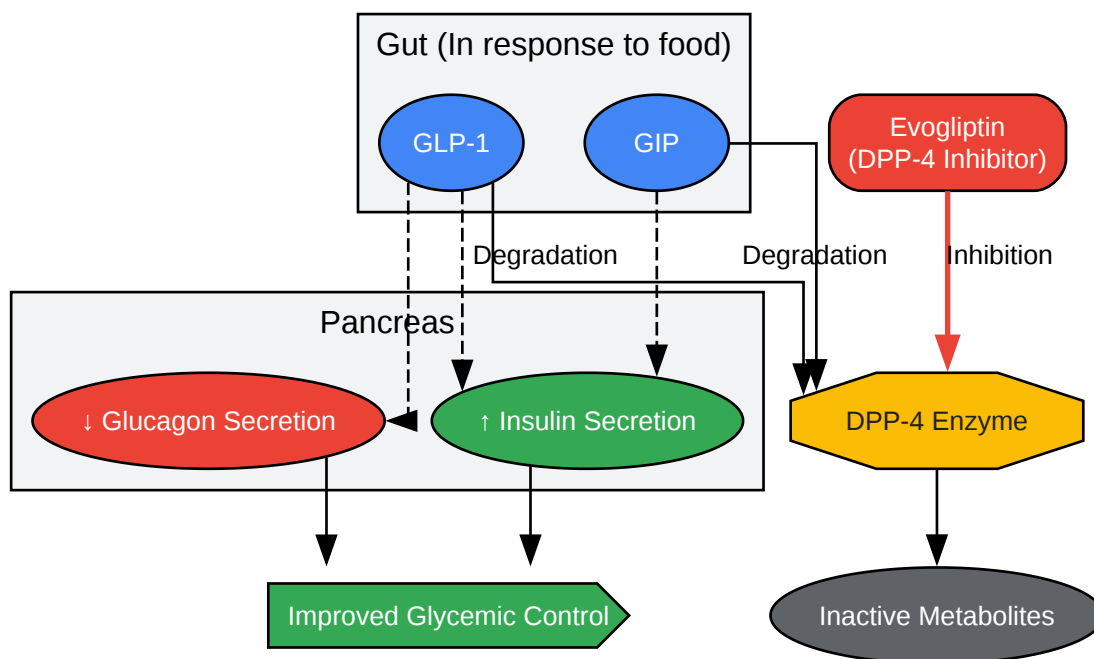 Gut (In response to food)
GLP-1
GIP
Evogliptin
(DPP-4 Inhibitor)
Degradation
Degradation
Inhibition
Pancreas
↓ Glucagon Secretion
↑ Insulin Secretion
DPP-4 Enzyme
Improved Glycemic Control
Inactive Metabolites